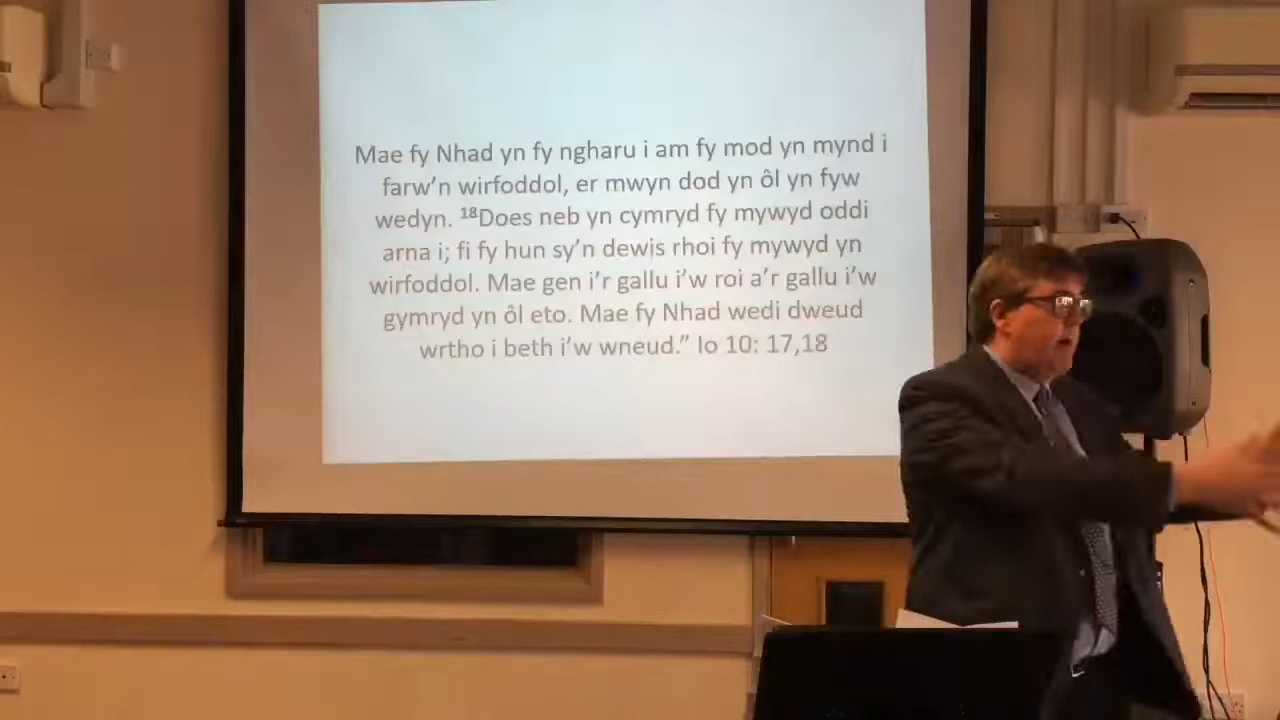 Mae fy Nhad yn fy ngharu i am fy mod yn mynd i
farw'n wirfoddol, er mwyn dod yn ôl yn fyw
wedyn. ¹⁸Does neb yn cymryd fy mywyd oddi
arna i; fi fy hun sy'n dewis rhoi fy mywyd yn
wirfoddol. Mae gen i'r gallu i'w roi a'r gallu i'w
gymryd yn ôl eto. Mae fy Nhad wedi dweud
wrtho i beth i'w wneud.” Io 10: 17,18